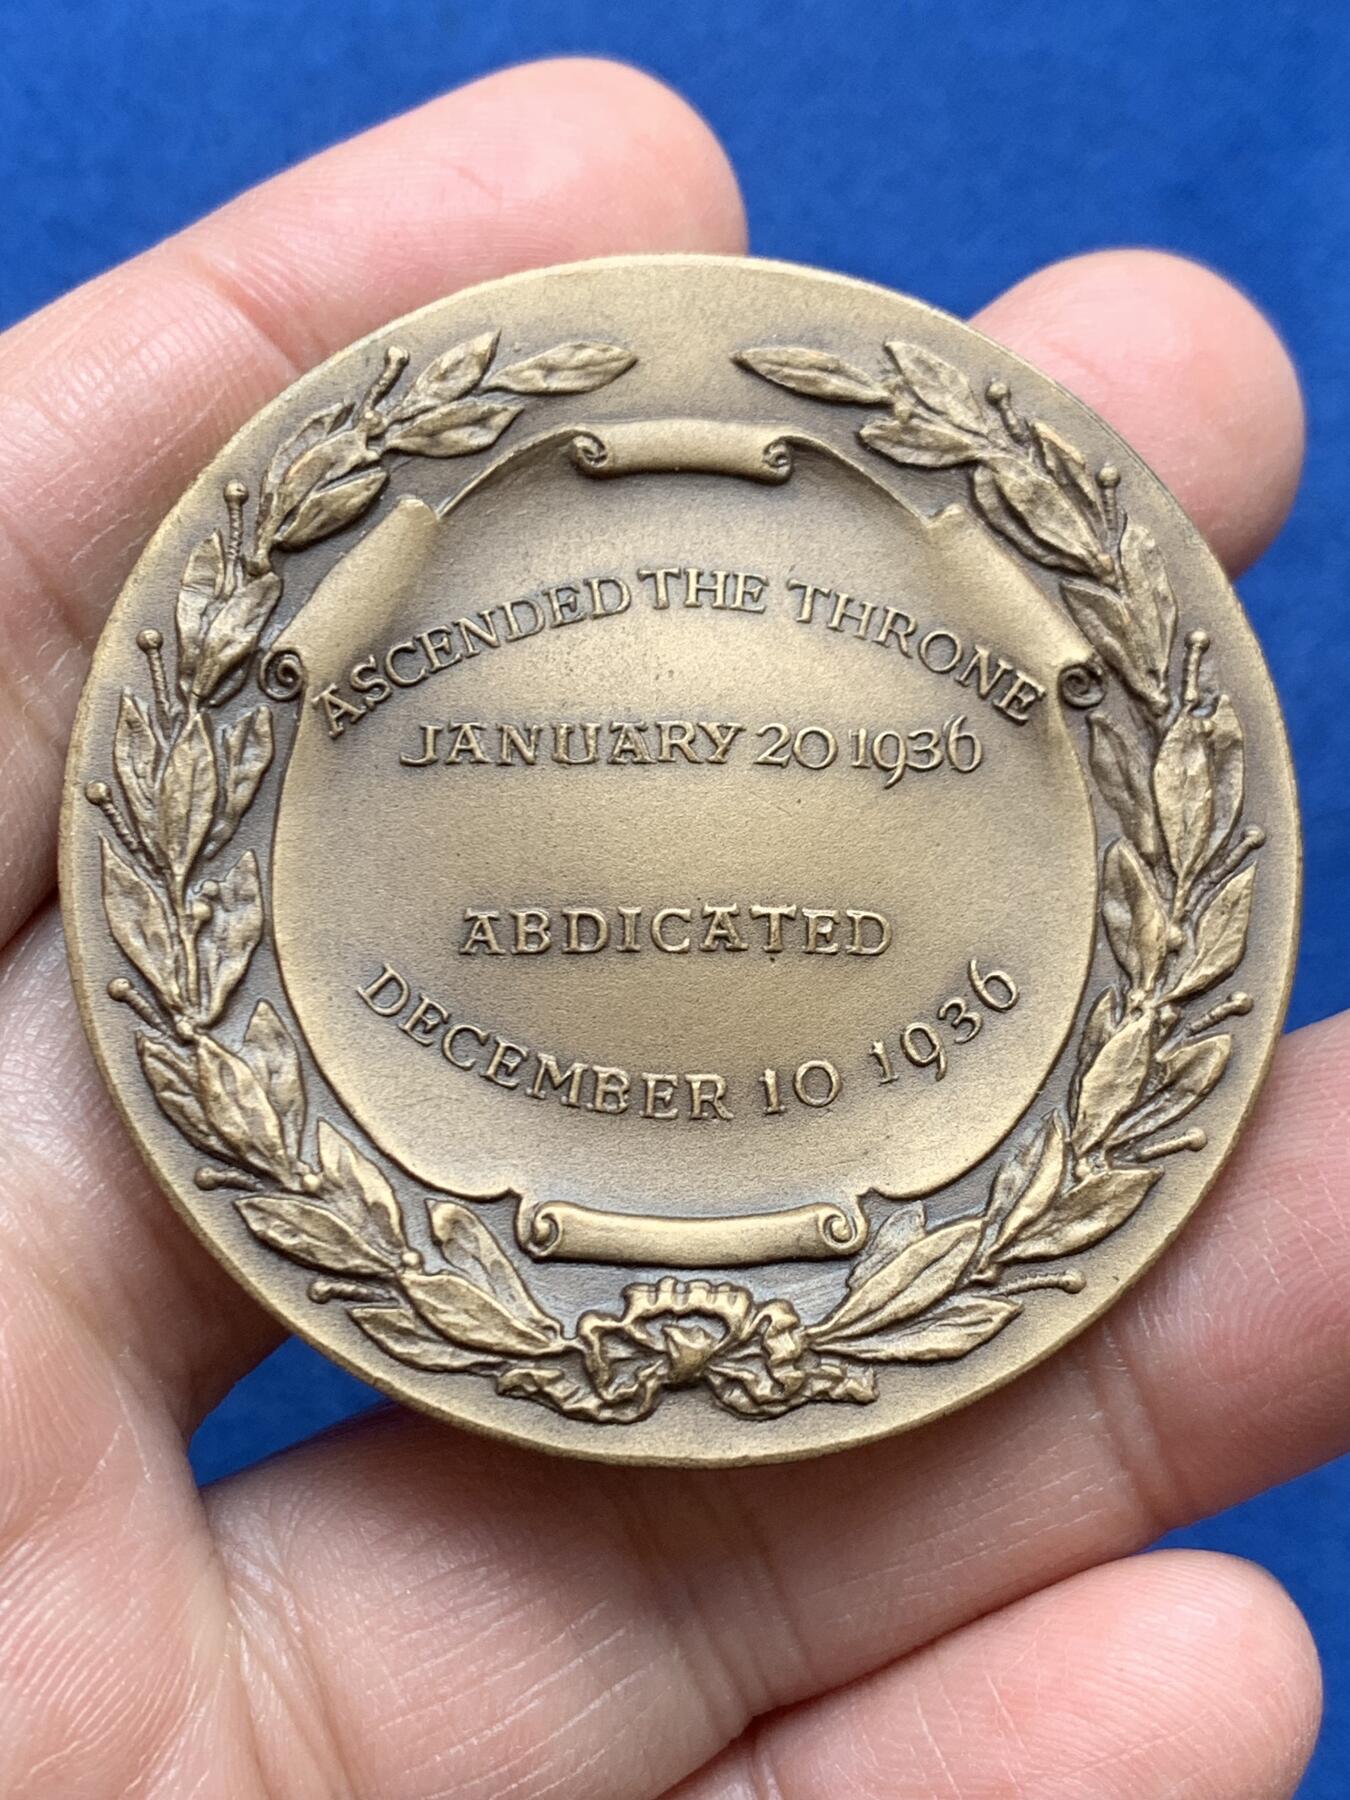 ASCENDED THE THRONE
JANUARY 20 1936
ABDICATED
DECEMBER 10 1936